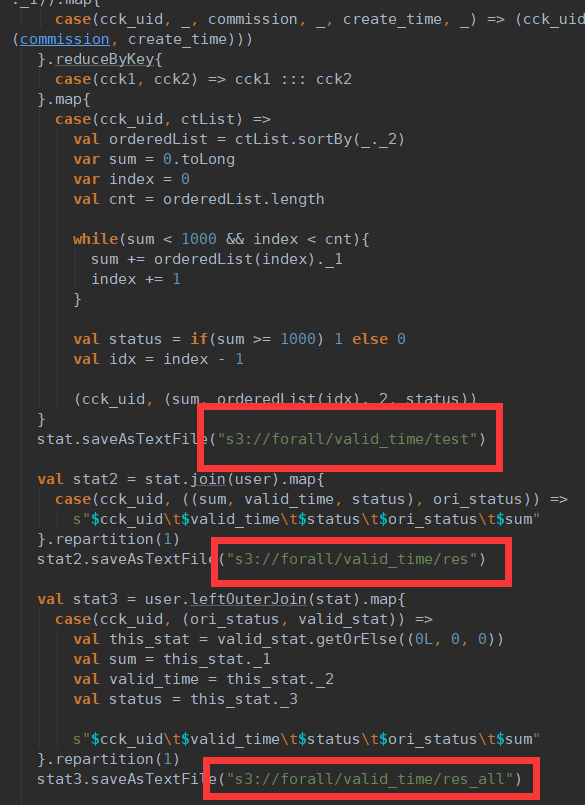 ._1)).map{
case(cck_uid, _, commission, _, create_time, _) => (cck_uid
(commission, create_time)))
}.reduceByKey{
case(cck1, cck2) => cck1 ::: cck2
}.map{
case(cck_uid, ctList) =>
val orderedList = ctList.sortBy(_._2)
var sum = 0.toLong
var index = 0
val cnt = orderedList.length
while(sum < 1000 && index < cnt){
sum += orderedList(index)._1
index += 1
}
val status = if(sum >= 1000) 1 else 0
val idx = index - 1
(cck_uid, (sum, orderedList(idx)._2, status))
}
stat.saveAsTextFile("s3://forall/valid_time/test")
val stat2 = stat.join(user).map{
case(cck_uid, ((sum, valid_time, status), ori_status)) =>
s"$cck_uid\t$valid_time\t$status\t$ori_status\t$sum"
}.repartition(1)
stat2.saveAsTextFile("s3://forall/valid_time/res")
val stat3 = user.leftOuterJoin(stat).map{
case(cck_uid, (ori_status, valid_stat)) =>
val this_stat = valid_stat.getOrElse((0L, 0, 0))
val sum = this_stat._1
val valid_time = this_stat._2
val status = this_stat._3
s"$cck_uid\t$valid_time\t$status\t$ori_status\t$sum"
}.repartition(1)
stat3.saveAsTextFile("s3://forall/valid_time/res_all")